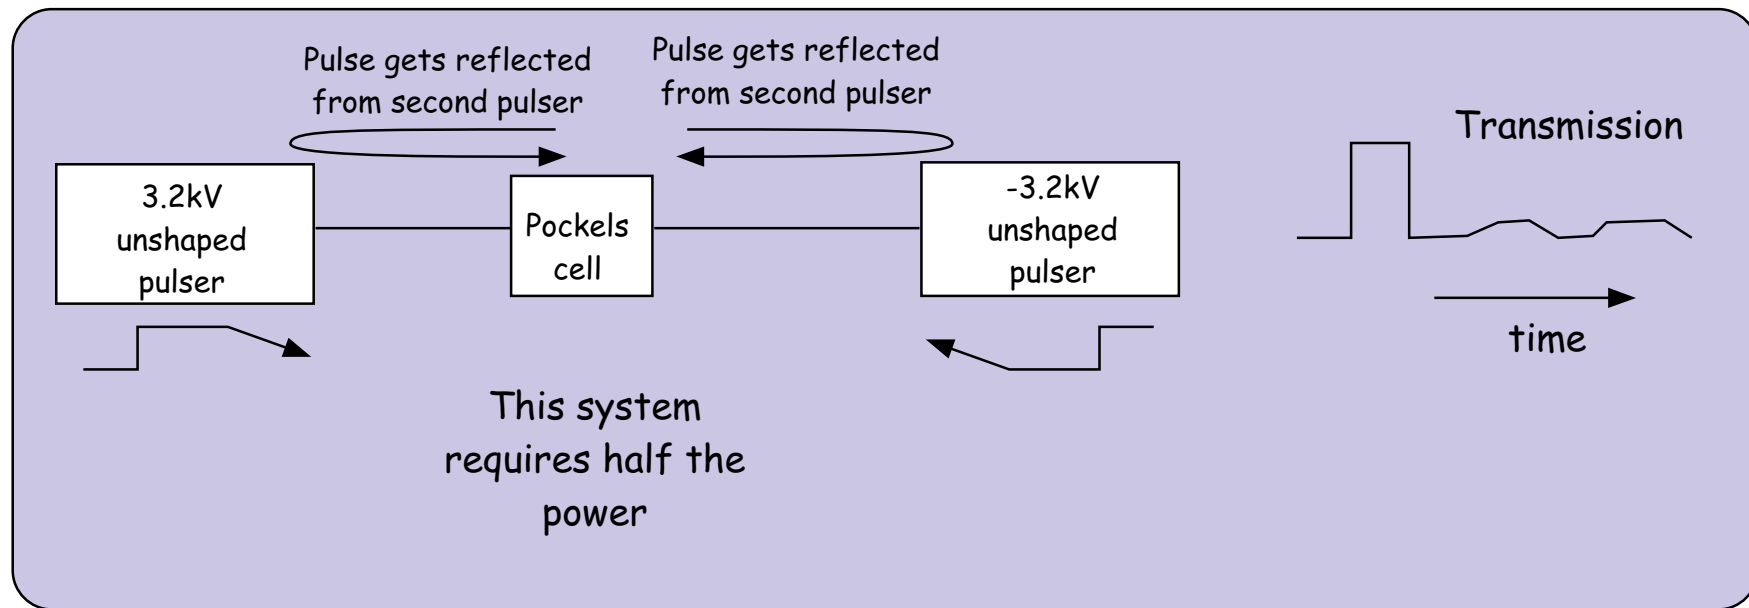 Pulse gets reflected
from second pulser
Pulse gets reflected
from second pulser
Transmission
3.2kV
unshaped
pulser
Pockels
cell
-3.2kV
unshaped
pulser
time
This system
requires half the
power